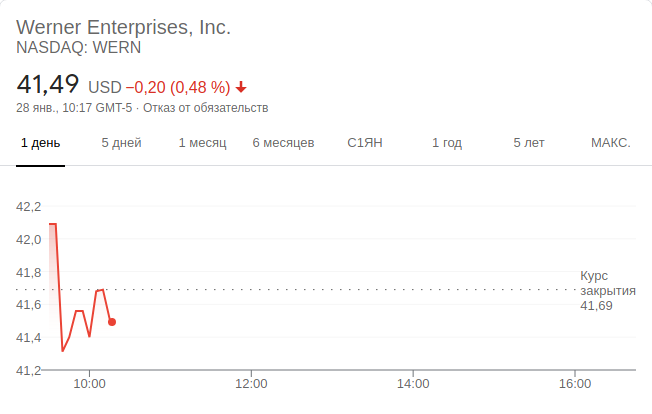 Werner Enterprises, Inc.
NASDAQ: WERN
41,49 USD −0,20 (0,48 %)
28 янв., 10:17 GMT-5 · Отказ от обязательств
1 день 5 дней 1 месяц 6 месяцев С1ЯН 1 год 5 лет МАКС.
42,2
42,0
41,8
41,6
41,4
41,2
Курс
закрытия
41,69
10:00 12:00 14:00 16:00